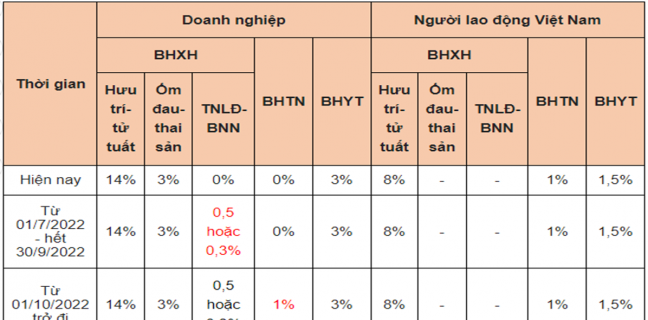 Thời gian
Doanh nghiệp
Người lao động Việt Nam
BHXH
BHTN
BHYT
BHXH
BHTN
BHYT
Hưu trí-tử tuất
Ốm đau-thai sản
TNLĐ-BNN
Hưu trí-tử tuất
Ốm đau-thai sản
TNLĐ-BNN
Hiện nay 14% 3% 0% 0% 3% 8% - - 1% 1,5%
Từ 01/7/2022 - hết 30/9/2022 14% 3% 0,5 hoặc 0,3% 0% 3% 8% - - 1% 1,5%
Từ 01/10/2022 trở đi 14% 3% 0,5 hoặc 1% 3% 8% - - 1% 1,5%